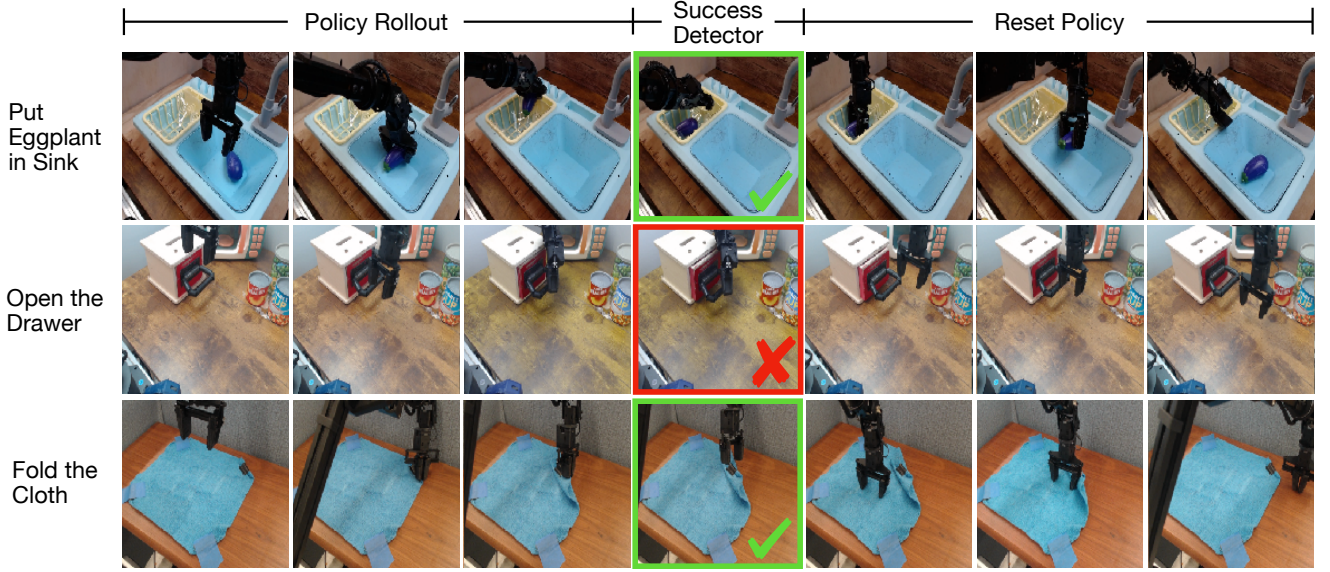 Policy Rollout
Success
Detector
Reset Policy
Put
Eggplant
in Sink
Open the
Drawer
Fold the
Cloth